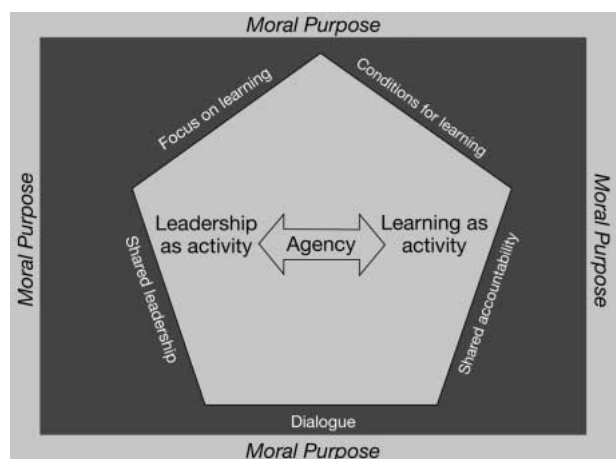 Moral Purpose
Focus on learning
Conditions for learning
Moral Purpose
Moral Purpose
Leadership
as activity
Agency
Learning as
activity
Shared leadership
Shared accountability
Dialogue
Moral Purpose